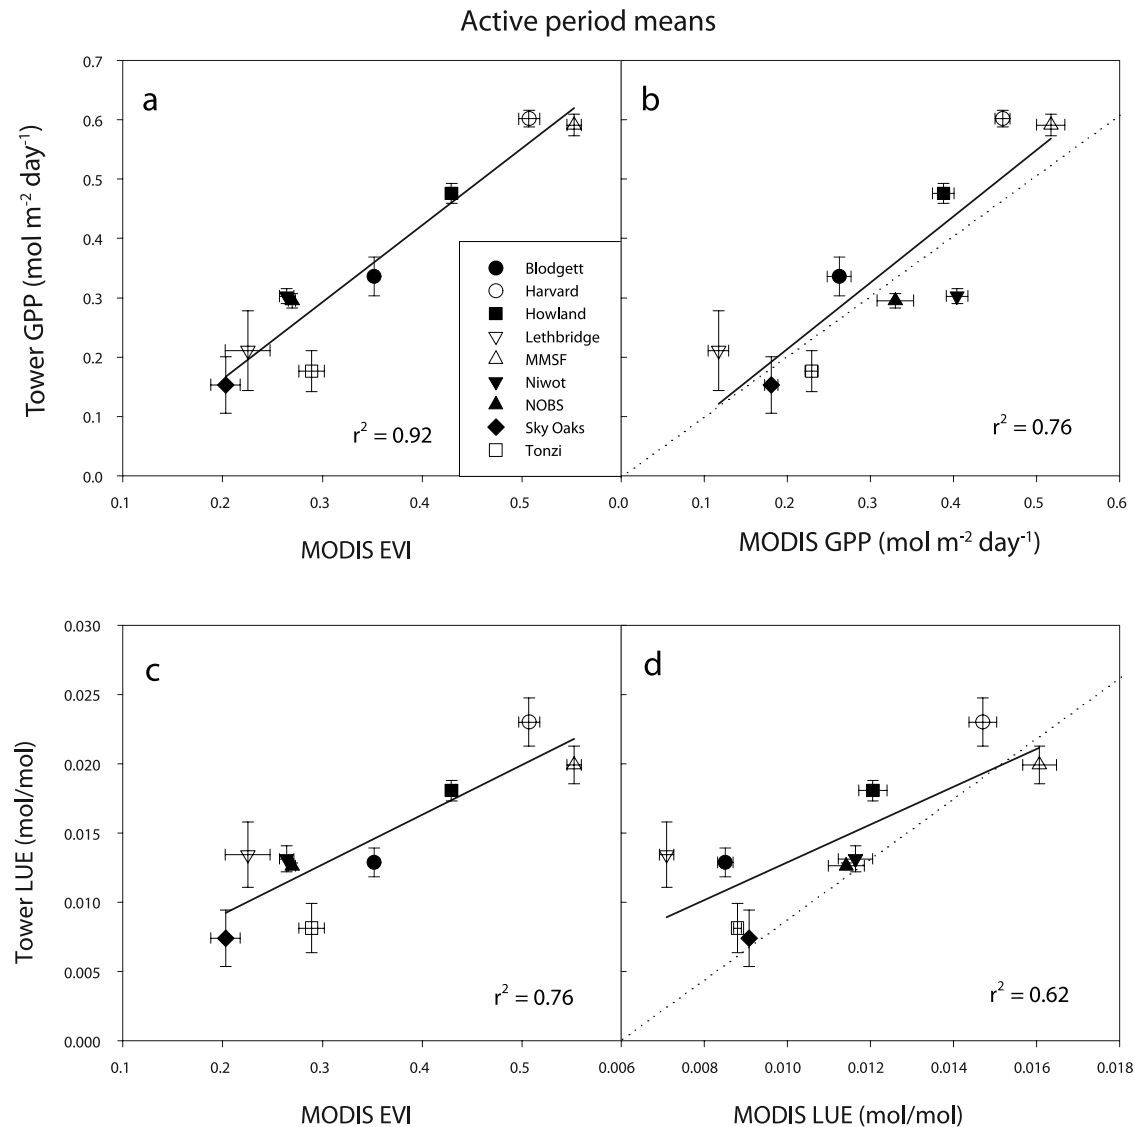 Active period means
a
b
Tower GPP (mol m⁻² day⁻¹)
0.7
0.6
0.5
0.4
0.3
0.2
0.1
0.0
Blodgett
Harvard
Howland
Lethbridge
MMSF
Niwot
NOBS
Sky Oaks
Tonzi
r² = 0.92
r² = 0.76
0.1 0.2 0.3 0.4 0.5 0.0 0.1 0.2 0.3 0.4 0.5 0.6
MODIS EVI
MODIS GPP (mol m⁻² day⁻¹)
c
d
Tower LUE (mol/mol)
0.030
0.025
0.020
0.015
0.010
0.005
0.000
r² = 0.76
r² = 0.62
0.1 0.2 0.3 0.4 0.5 0.006 0.008 0.010 0.012 0.014 0.016 0.018
MODIS EVI
MODIS LUE (mol/mol)